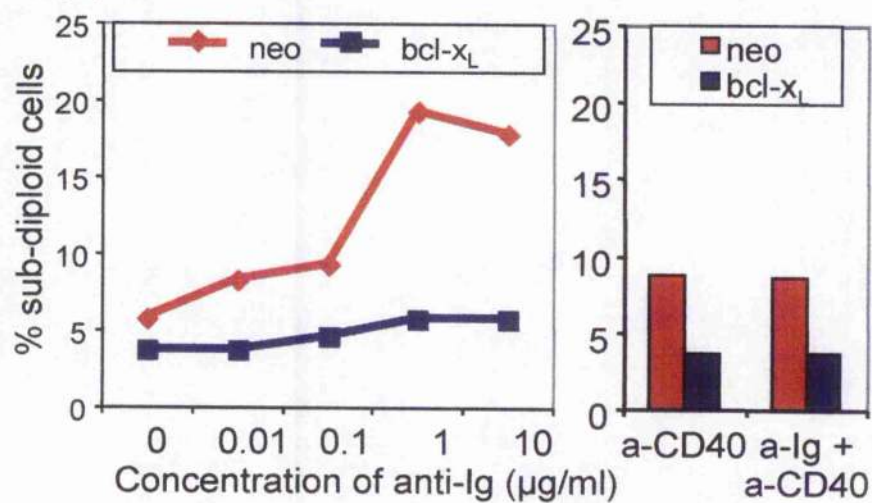 % sub-diploid cells
25
20
15
10
5
0
neo bcl-xL
0 0.01 0.1 1 10
Concentration of anti-Ig (µg/ml)
25
20
15
10
5
0
neo
bcl-xL
a-CD40 a-Ig +
a-CD40